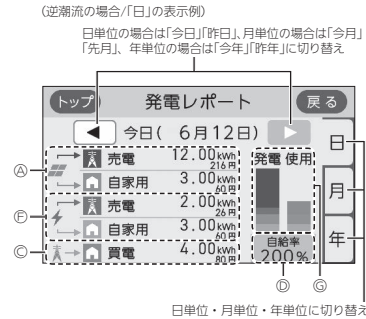 （逆潮流の場合/「日」の表示例）
日単位の場合は「今日」「昨日」、月単位の場合は「今月」
「先月」、年単位の場合は「今年」「昨年」に切り替え
トップ 発電レポート 戻る
◀ 今日( 6月12日) ▶
日
月
年
Ⓐ 売電 12.00kWh
216円
自家用 3.00kWh
60円
Ⓕ 売電 2.00kWh
26円
自家用 3.00kWh
60円
Ⓒ 買電 4.00kWh
80円
発電 使用
自給率
200%
Ⓓ Ⓖ
日単位・月単位・年単位に切り替え